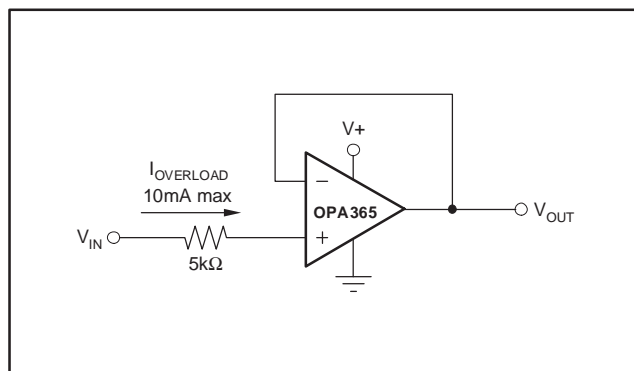 V+
I_OVERLOAD
10mA max
−
OPA365
V_OUT
V_IN
+
5kΩ